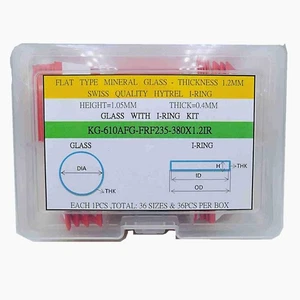 FLAT TYPE MINERAL GLASS - THICKNESS 1.2MM
SWISS QUALITY HYTREL I-RING
HEIGHT=1.05MM THICK=0.4MM
GLASS WITH I-RING KIT
KG-610AFG-FRF235-380X1.2IR
GLASS I-RING
DIA
THK
H
THK
ID
OD
EACH 1PCS ,TOTAL: 36 SIZES & 36PCS PER BOX